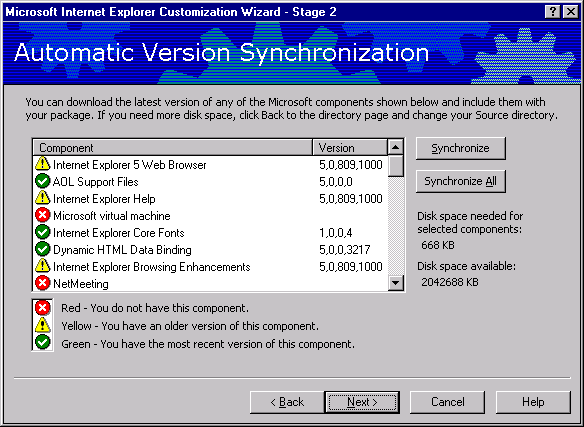 Microsoft Internet Explorer Customization Wizard - Stage 2
Automatic Version Synchronization
You can download the latest version of any of the Microsoft components shown below and include them with
your package. If you need more disk space, click Back to the directory page and change your Source directory.
Component Version
Internet Explorer 5 Web Browser 5,0,809,1000
AOL Support Files 5,0,0,0
Internet Explorer Help 5,0,809,1000
Microsoft virtual machine
Internet Explorer Core Fonts 1,0,0,4
Dynamic HTML Data Binding 5,0,0,3217
Internet Explorer Browsing Enhancements 5,0,809,1000
NetMeeting
Synchronize
Synchronize All
Disk space needed for
selected components:
668 KB
Disk space available:
2042688 KB
Red - You do not have this component.
Yellow - You have an older version of this component.
Green - You have the most recent version of this component.
< Back Next > Cancel Help